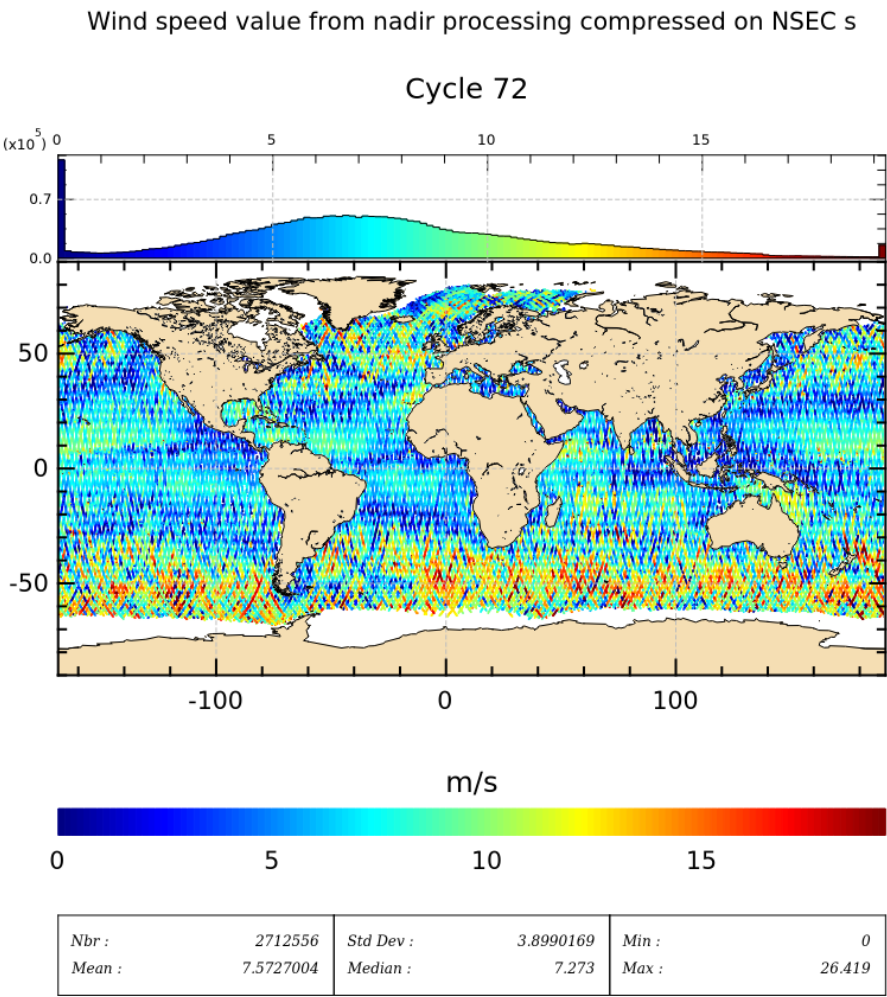 Wind speed value from nadir processing compressed on NSEC s
Cycle 72
(x10^5) 0 5 10 15
0.7
0.0
50
0
-50
-100 0 100
m/s
0 5 10 15
Nbr : 2712556 Std Dev : 3.8990169 Min : 0
Mean : 7.5727004 Median : 7.273 Max : 26.419